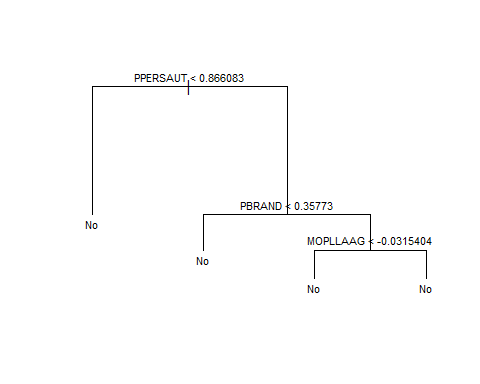 PPERSAUT < 0.866083
PBRAND < 0.35773
No
MOPLLAAG < -0.0315404
No
No
No